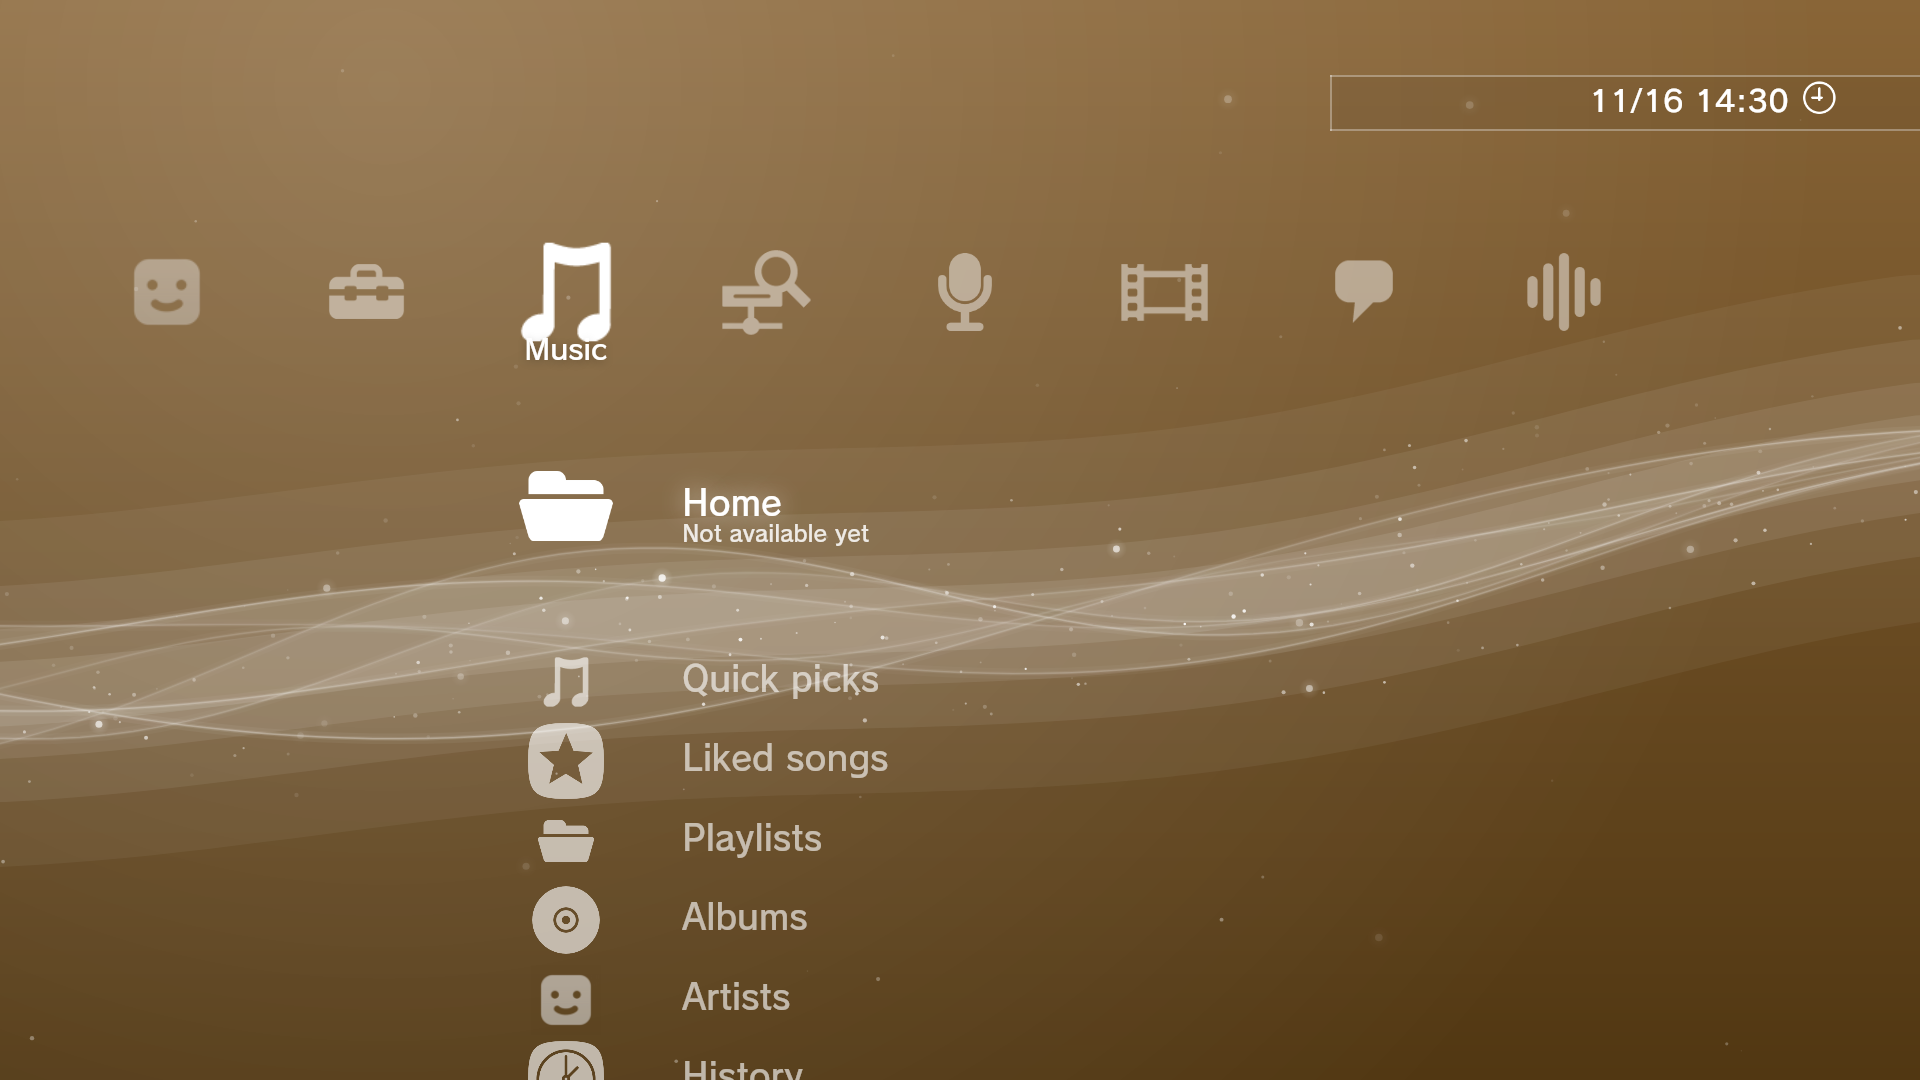 11/16 14:30
Music
Home
Not available yet
Quick picks
Liked songs
Playlists
Albums
Artists
History